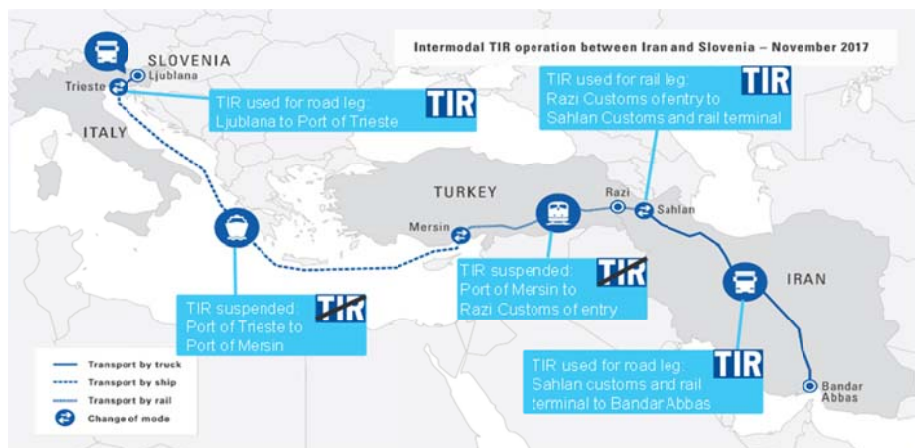 Intermodal TIR operation between Iran and Slovenia – November 2017
SLOVENIA
Ljublana
Trieste
ITALY
TIR used for road leg:
Ljublana to Port of Trieste
TIR
TIR used for rail leg:
Razi Customs of entry to
Sahlan Customs and rail terminal
TIR
TURKEY
Mersin
Razi
Sahlan
IRAN
TIR suspended:
Port of Trieste to
Port of Mersin
TIR
TIR suspended:
Port of Mersin to
Razi Customs of entry
TIR
TIR used for road leg:
Sahlan customs and rail
terminal to Bandar Abbas
TIR
Bandar
Abbas
Transport by truck
Transport by ship
Transport by rail
Change of mode